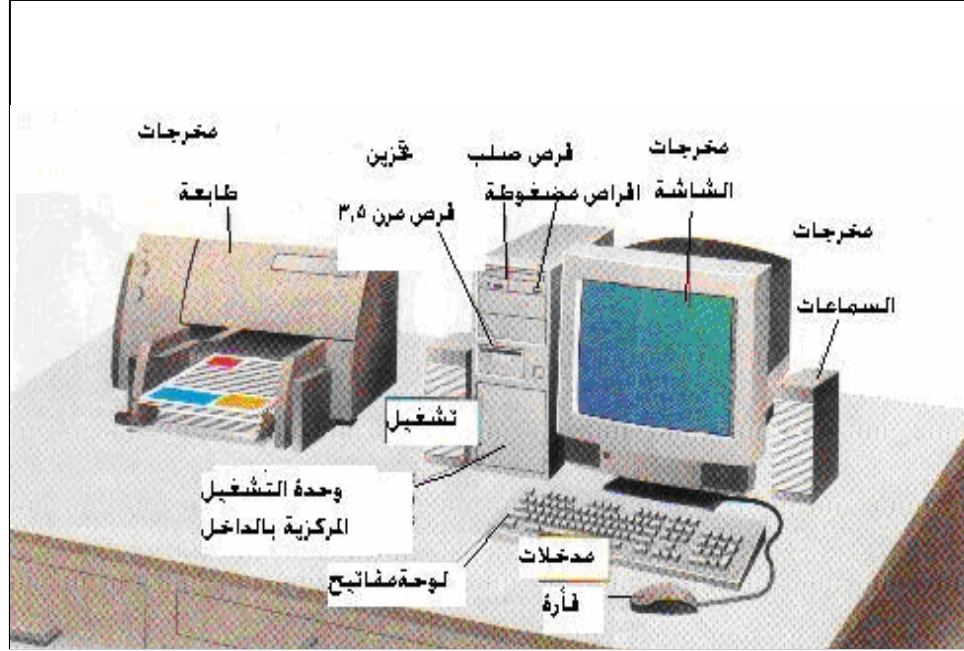 مخرجات
طابعة
تخزين
قرص صلب
اقراص مضغوطة
قرص مرن ٣,٥
مخرجات
الشاشة
مخرجات
السماعات
تشغيل
وحدة التشغيل
المركزية بالداخل
لوحة مفاتيح
مدخلات
فأرة